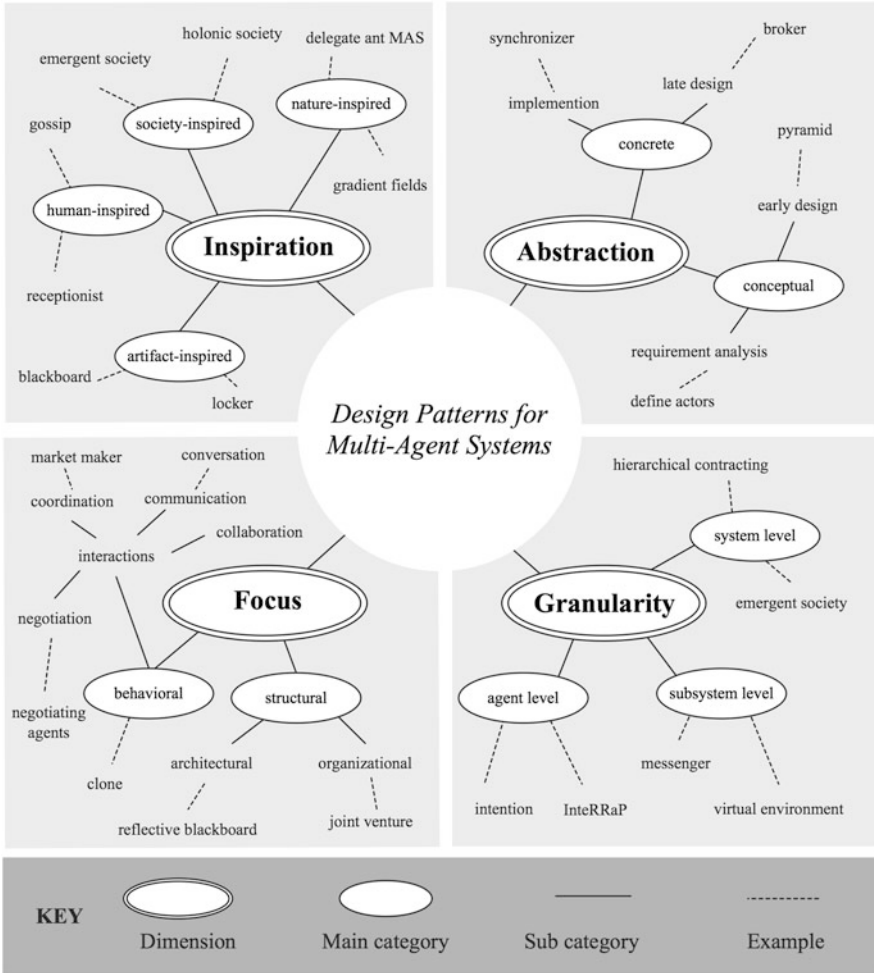 holonic society
delegate ant MAS
emergent society
nature-inspired
society-inspired
gossip
gradient fields
human-inspired
Inspiration
receptionist
artifact-inspired
blackboard
locker
broker
synchronizer
late design
implemention
pyramid
concrete
early design
Abstraction
conceptual
requirement analysis
define actors
Design Patterns for
Multi-Agent Systems
market maker
conversation
coordination
communication
collaboration
interactions
Focus
negotiation
behavioral
structural
negotiating
agents
architectural
organizational
clone
reflective blackboard
joint venture
hierarchical contracting
system level
Granularity
emergent society
agent level
subsystem level
messenger
intention
InteRRaP
virtual environment
KEY
Dimension
Main category
Sub category
Example